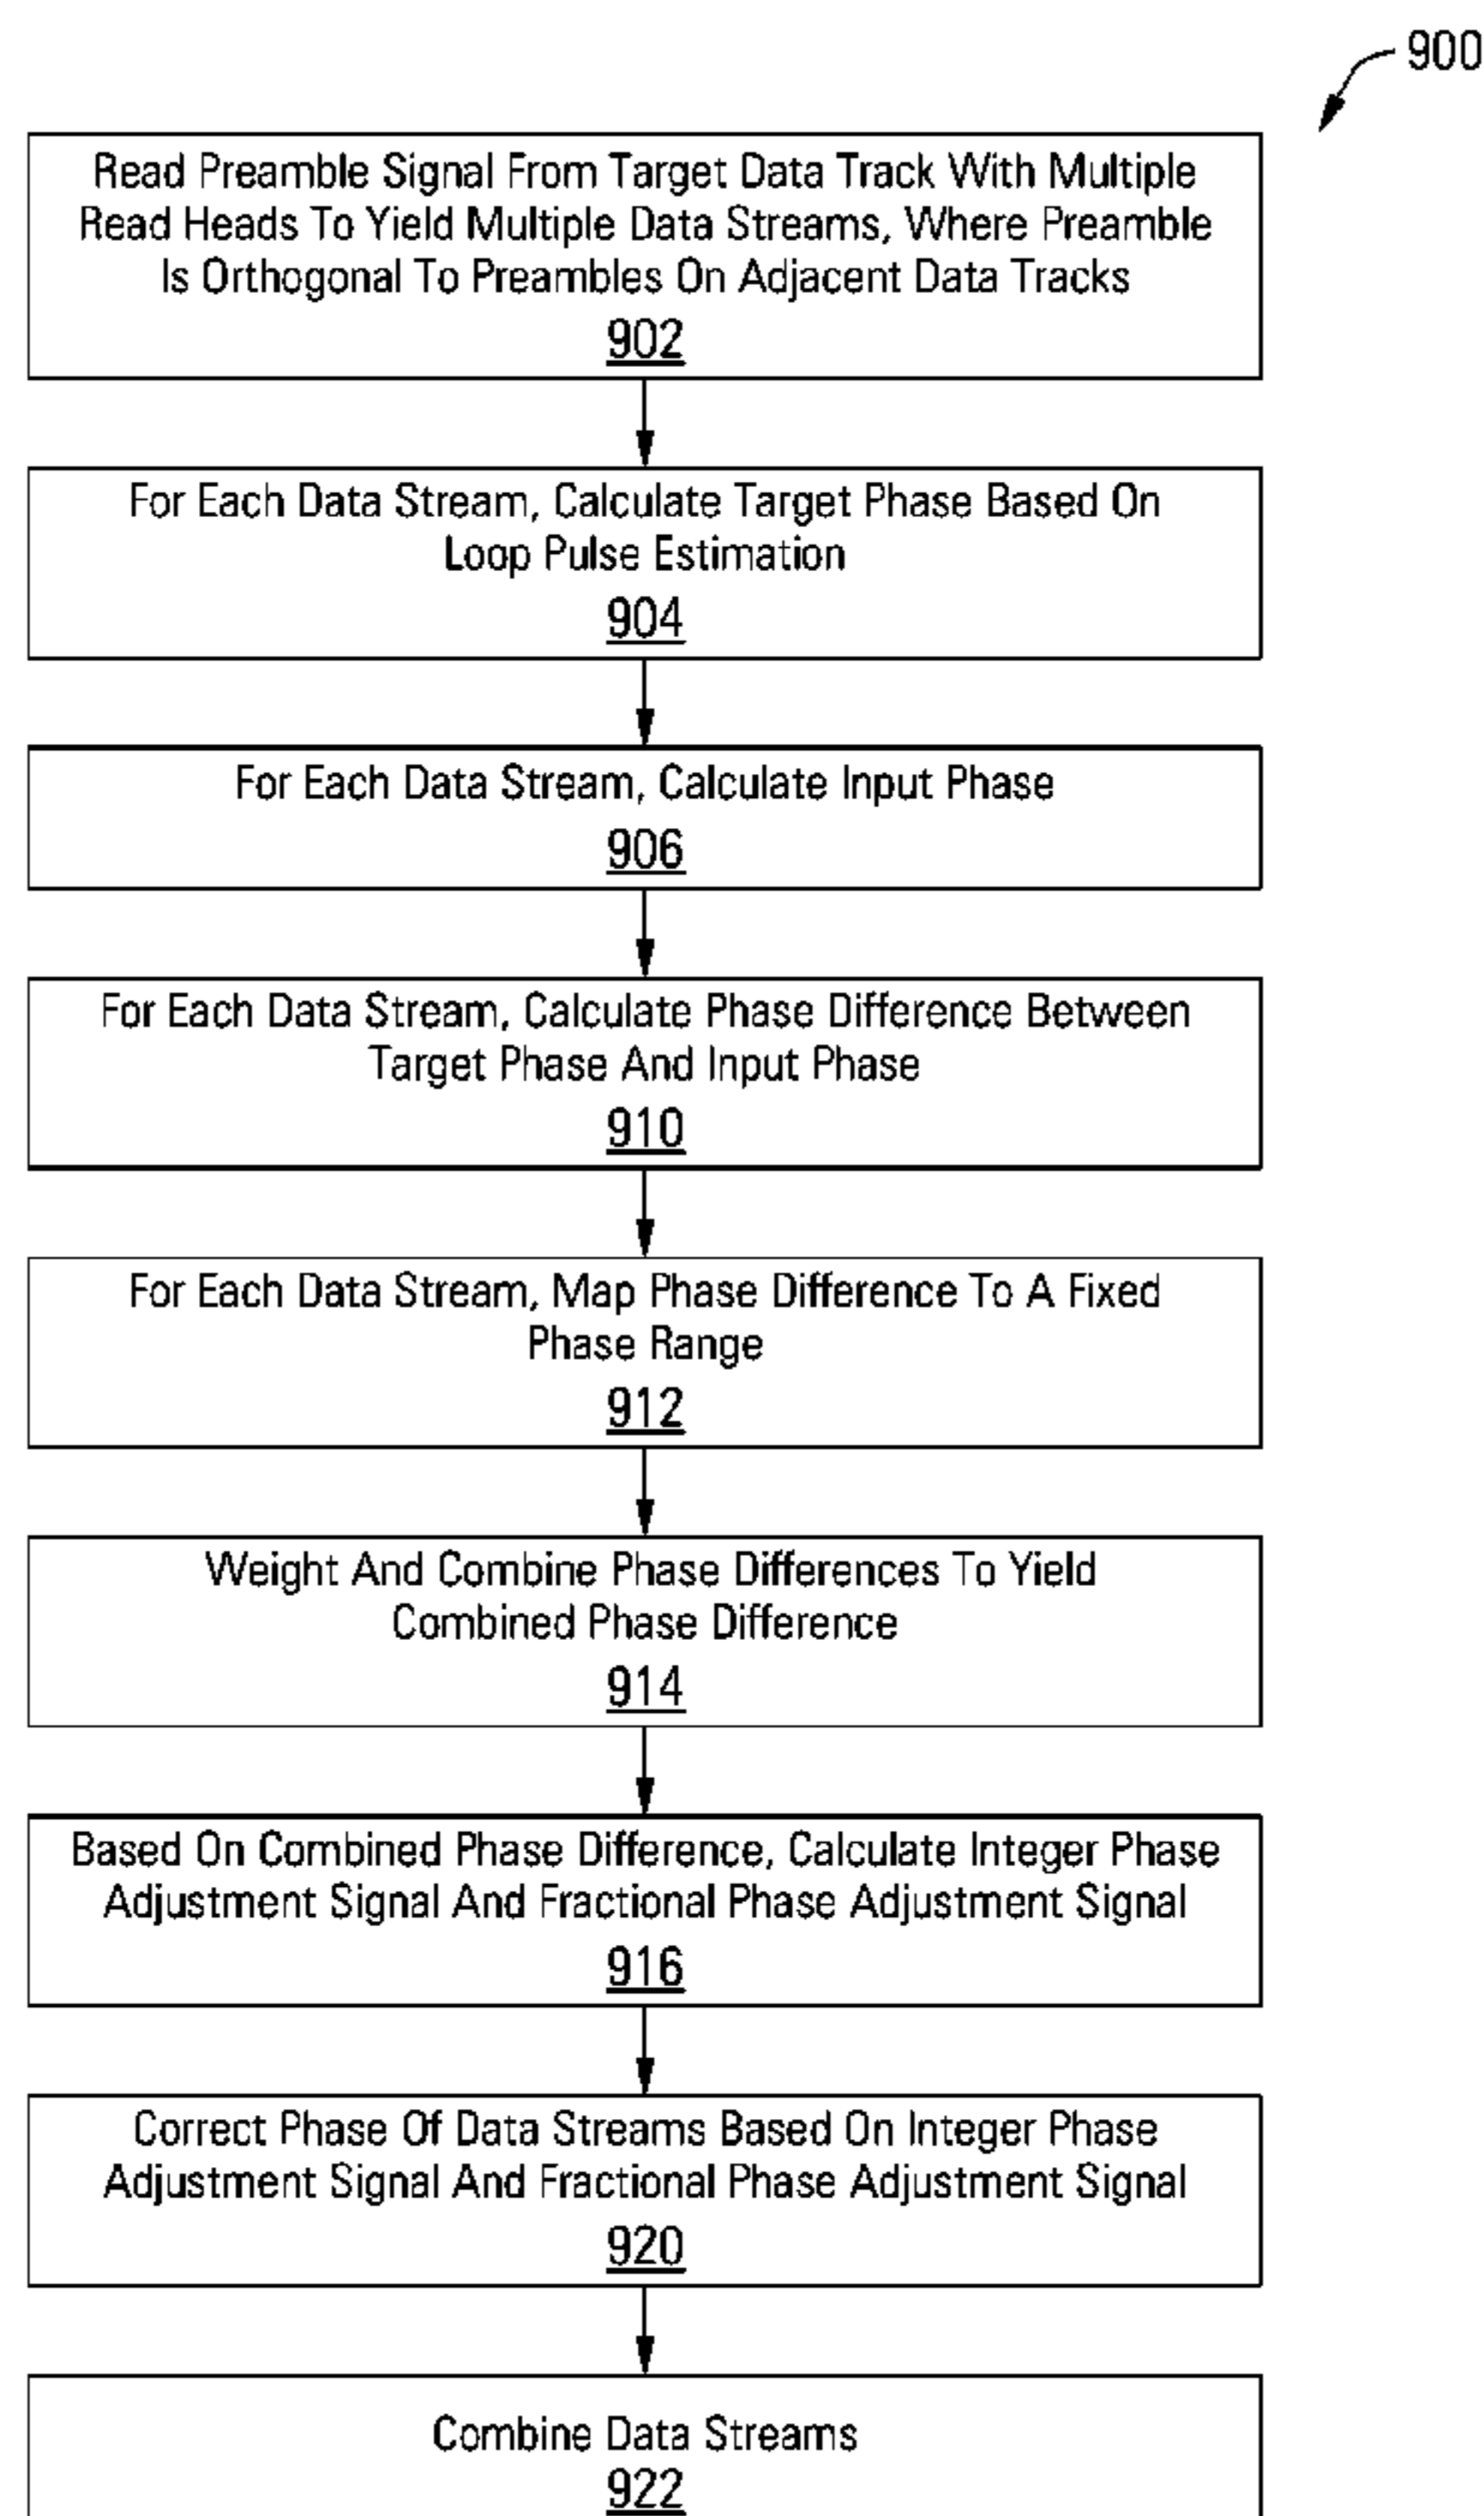 900
Read Preamble Signal From Target Data Track With Multiple
Read Heads To Yield Multiple Data Streams, Where Preamble
Is Orthogonal To Preambles On Adjacent Data Tracks
902
For Each Data Stream, Calculate Target Phase Based On
Loop Pulse Estimation
904
For Each Data Stream, Calculate Input Phase
906
For Each Data Stream, Calculate Phase Difference Between
Target Phase And Input Phase
910
For Each Data Stream, Map Phase Difference To A Fixed
Phase Range
912
Weight And Combine Phase Differences To Yield
Combined Phase Difference
914
Based On Combined Phase Difference, Calculate Integer Phase
Adjustment Signal And Fractional Phase Adjustment Signal
916
Correct Phase Of Data Streams Based On Integer Phase
Adjustment Signal And Fractional Phase Adjustment Signal
920
Combine Data Streams
922